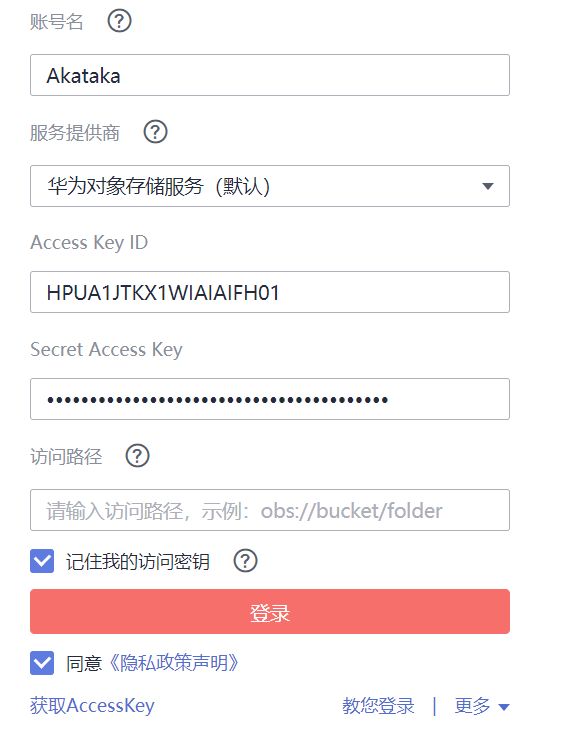 账号名
Akataka
服务提供商
华为对象存储服务（默认）
Access Key ID
HPUA1JTKX1WIAIAIFH01
Secret Access Key
••••••••••••••••••••••••••••••••••••••••
访问路径
请输入访问路径，示例：obs://bucket/folder
记住我的访问密钥
登录
同意《隐私政策声明》
获取AccessKey 教您登录 | 更多